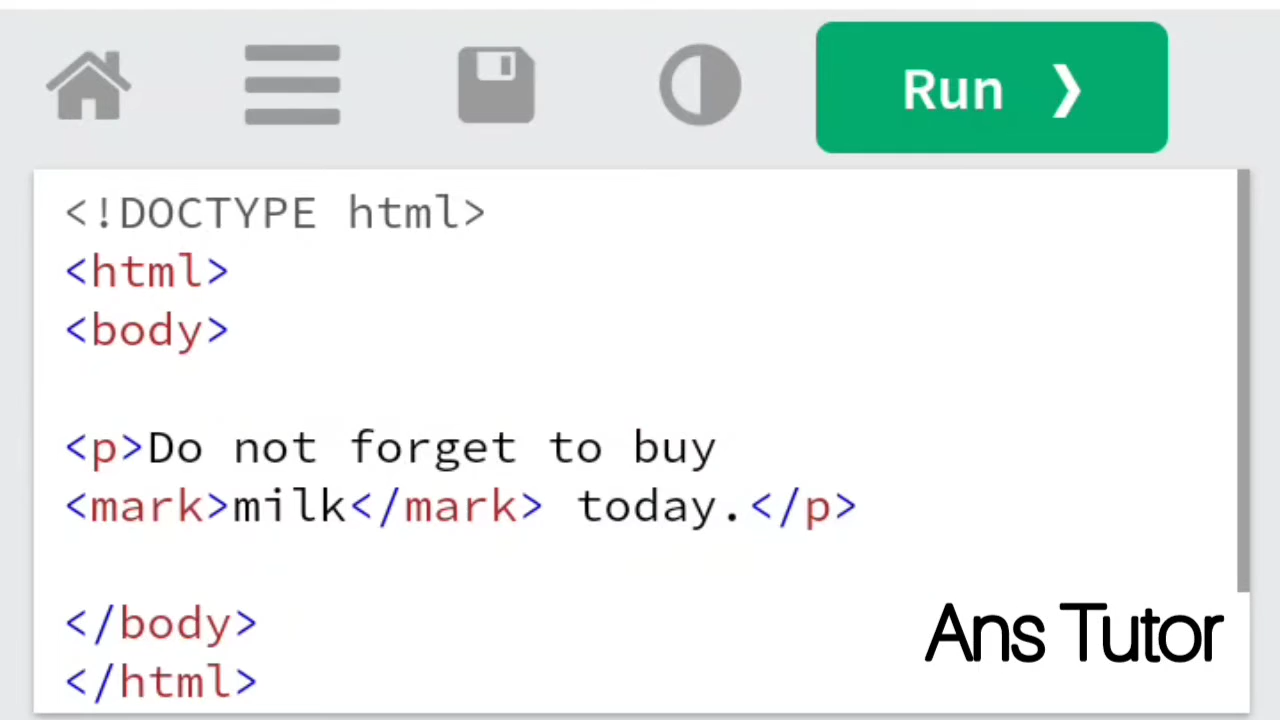 Run ❯
<!DOCTYPE html>
<html>
<body>
<p>Do not forget to buy
<mark>milk</mark> today.</p>
</body>
</html>
Ans Tutor